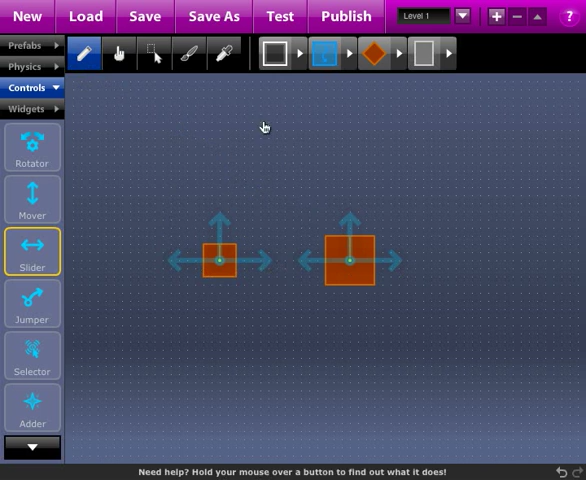 New Load Save Save As Test Publish Level 1 ?
Prefabs
Physics
Controls
Widgets
Rotator
Mover
Slider
Jumper
Selector
Adder
Need help? Hold your mouse over a button to find out what it does!